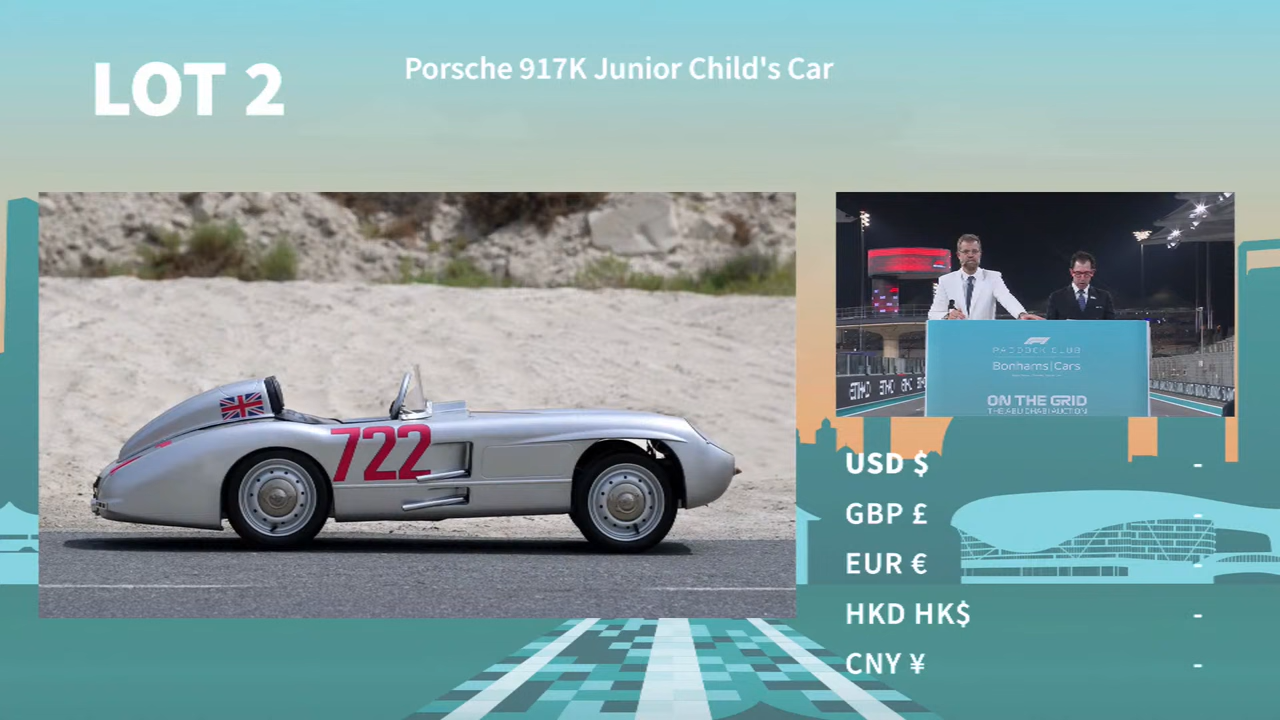 LOT 2
Porsche 917K Junior Child's Car
722
PADDOCK CLUB
Bonhams|Cars
ON THE GRID
THE ABU DHABI AUCTION
ETIHAD
USD $ -
GBP £ -
EUR € -
HKD HK$ -
CNY ¥ -